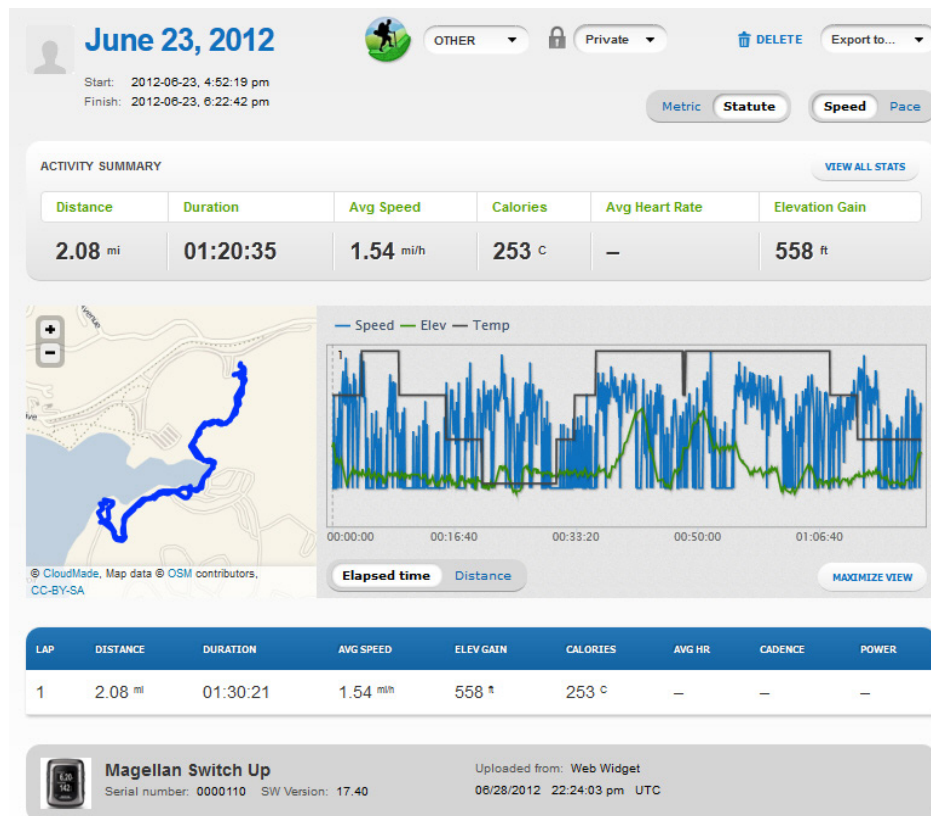 June 23, 2012
OTHER
Private
DELETE
Export to...
Start: 2012-06-23, 4:52:19 pm
Finish: 2012-06-23, 6:22:42 pm
Metric Statute
Speed Pace
ACTIVITY SUMMARY
VIEW ALL STATS
Distance Duration Avg Speed Calories Avg Heart Rate Elevation Gain
2.08 mi 01:20:35 1.54 mi/h 253 C – 558 ft
+
−
Speed Elev Temp
1
00:00:00 00:16:40 00:33:20 00:50:00 01:06:40
© CloudMade, Map data © OSM contributors,
CC-BY-SA
Elapsed time Distance
MAXIMIZE VIEW
LAP DISTANCE DURATION AVG SPEED ELEV GAIN CALORIES AVG HR CADENCE POWER
1 2.08 mi 01:30:21 1.54 mi/h 558 ft 253 C – – –
Magellan Switch Up
Serial number: 0000110 SW Version: 17.40
Uploaded from: Web Widget
06/28/2012 22:24:03 pm UTC